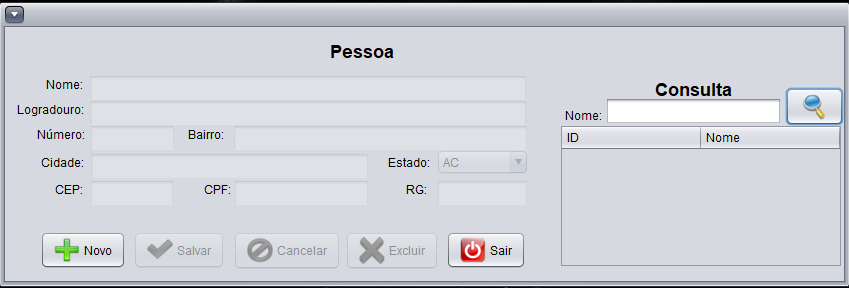 Pessoa
Nome:
Logradouro:
Número: Bairro:
Cidade: Estado: AC
CEP: CPF: RG:
Novo Salvar Cancelar Excluir Sair
Consulta
Nome:
ID Nome